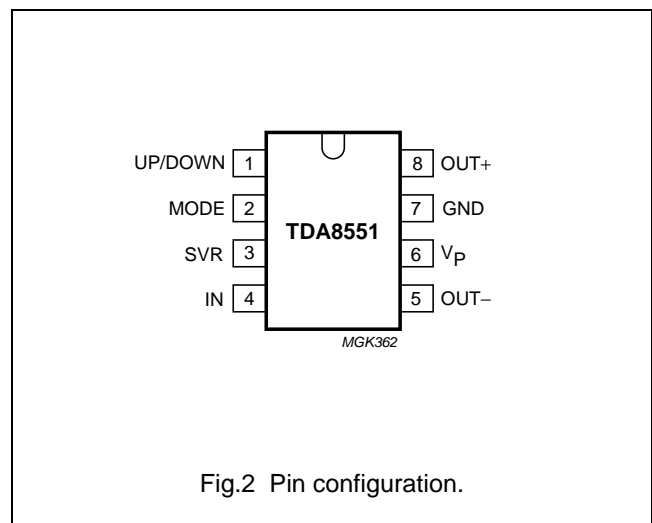 UP/DOWN 1 8 OUT+
MODE 2 7 GND
TDA8551
SVR 3 6 VP
IN 4 5 OUT−
MGK362
Fig.2 Pin configuration.